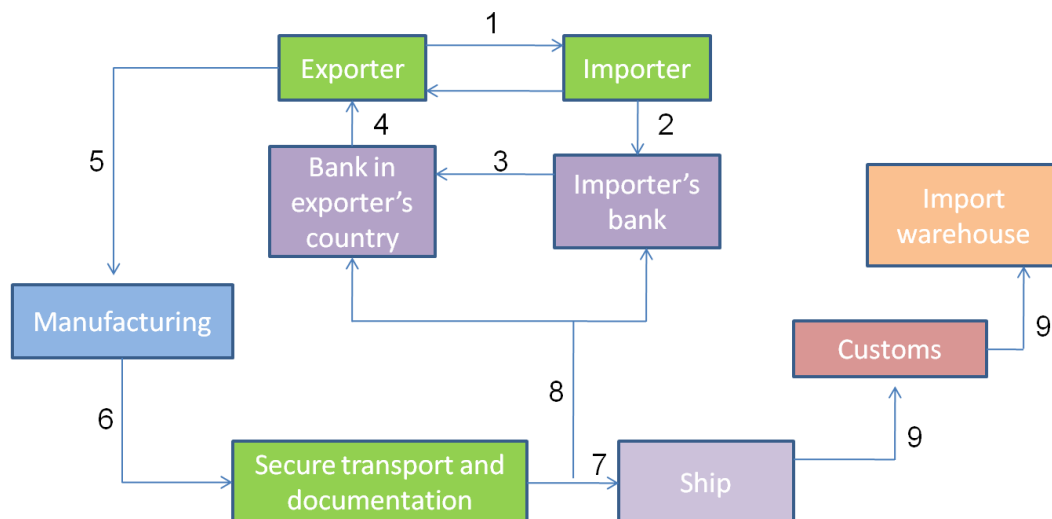 1
Exporter
Importer
4
2
5
Bank in
exporter's
country
3
Importer's
bank
Import
warehouse
Manufacturing
9
Customs
8
6
9
Secure transport and
documentation
7
Ship